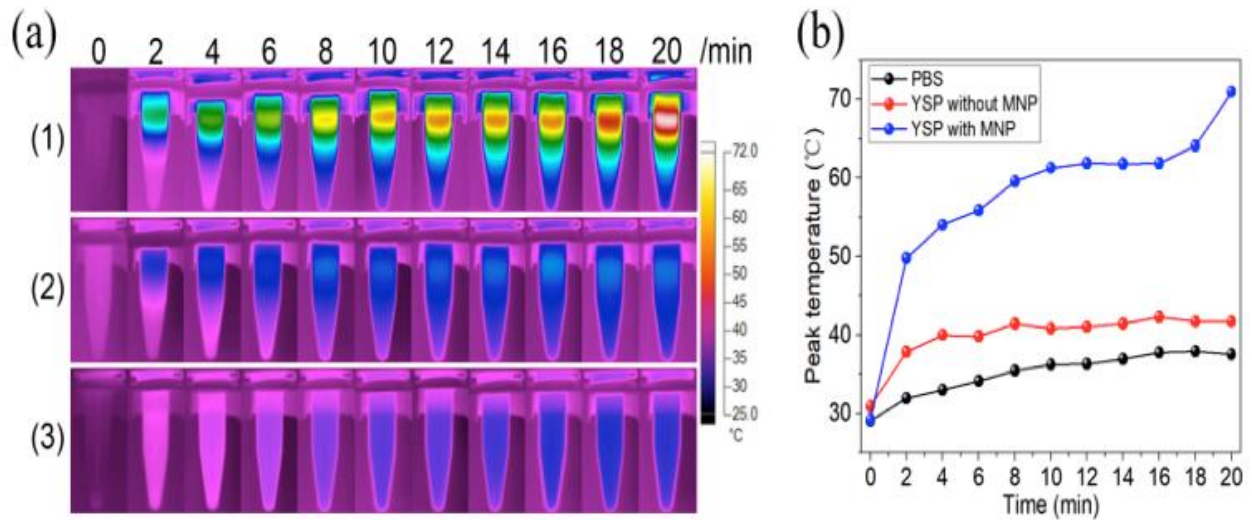 (a)
0 2 4 6 8 10 12 14 16 18 20 /min
(1)
(2)
(3)
72.0
65
60
55
50
45
40
35
30
25.0
°C
(b)
Peak temperature (°C)
70
60
50
40
30
PBS
YSP without MNP
YSP with MNP
0 2 4 6 8 10 12 14 16 18 20
Time (min)